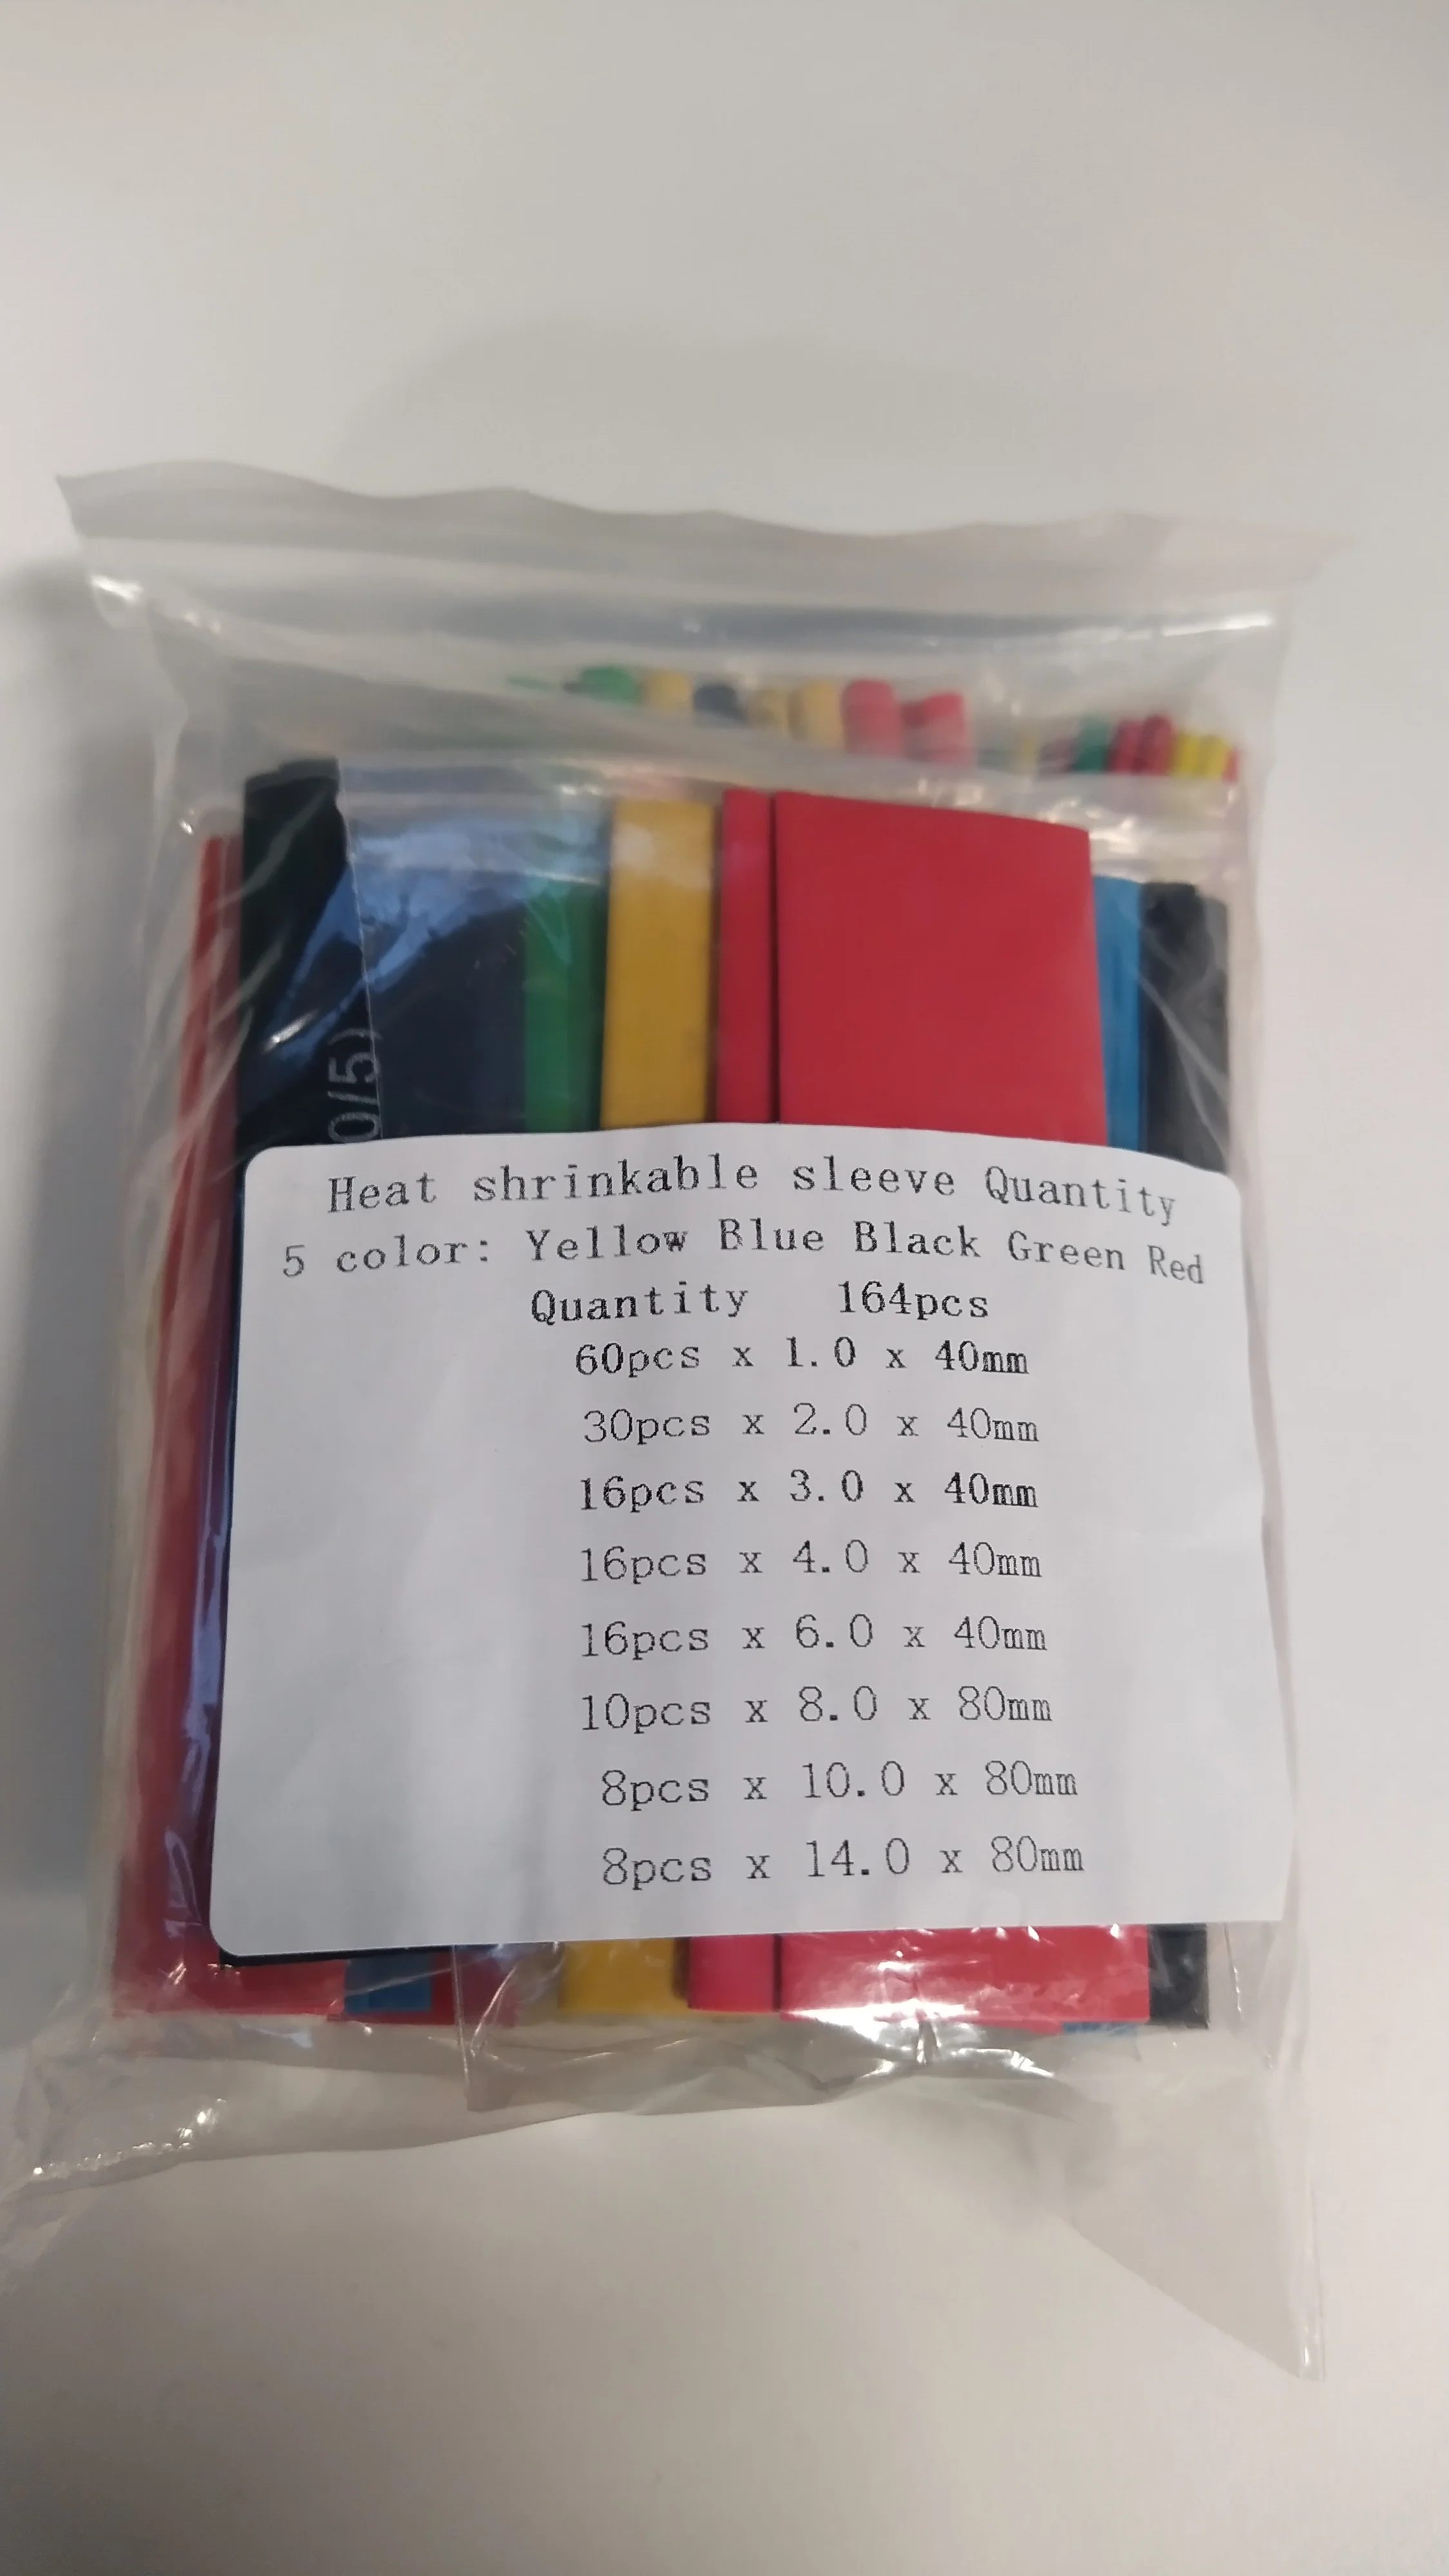 0/5)
Heat shrinkable sleeve Quantity
5 color: Yellow Blue Black Green Red
Quantity 164pcs
60pcs x 1.0 x 40mm
30pcs x 2.0 x 40mm
16pcs x 3.0 x 40mm
16pcs x 4.0 x 40mm
16pcs x 6.0 x 40mm
10pcs x 8.0 x 80mm
8pcs x 10.0 x 80mm
8pcs x 14.0 x 80mm